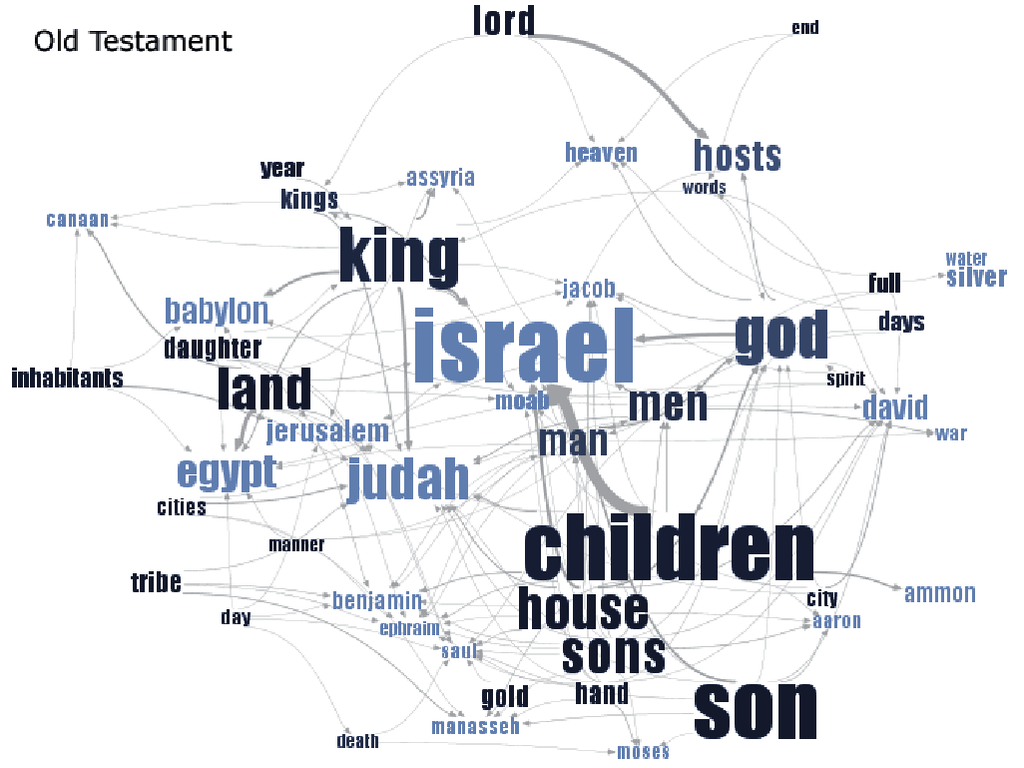 lord
end
Old Testament
heaven
hosts
year
assyria
words
kings
canaan
king
water
silver
jacob
full
babylon
israel
god
days
daughter
inhabitants
land
spirit
moab
men
david
jerusalem
man
war
egypt
judah
cities
manner
children
tribe
benjamin
house
city
ammon
day
ephraim
aaron
saul
sons
gold
hand
son
manasseh
death
moses